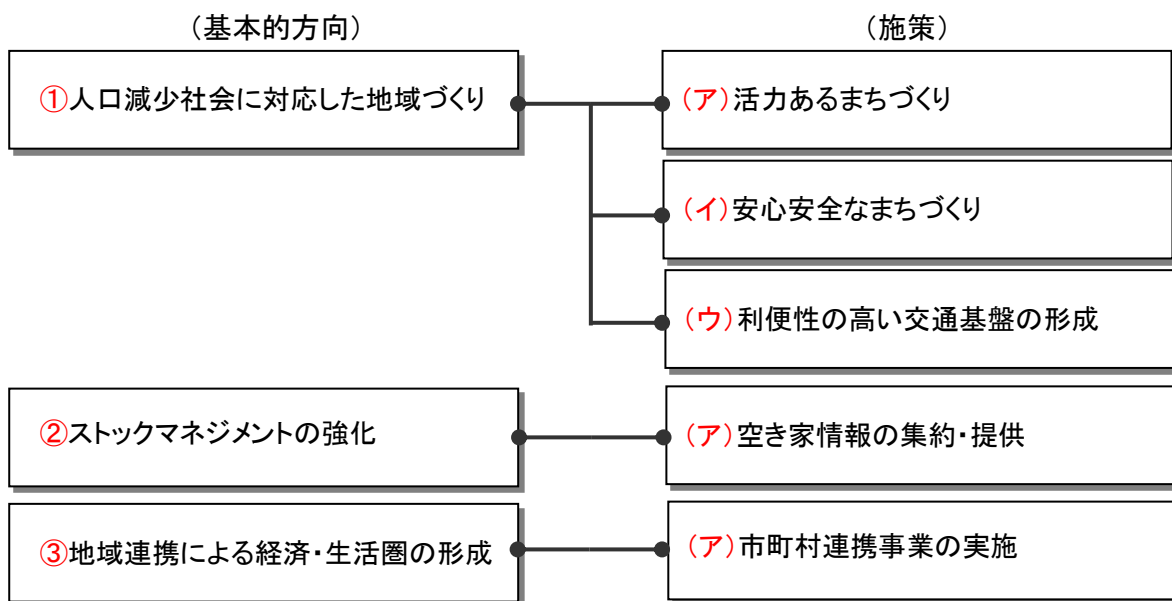 (基本的方向)
(施策)
①人口減少社会に対応した地域づくり
(ア)活力あるまちづくり
(イ)安心安全なまちづくり
(ウ)利便性の高い交通基盤の形成
②ストックマネジメントの強化
(ア)空き家情報の集約・提供
③地域連携による経済・生活圏の形成
(ア)市町村連携事業の実施